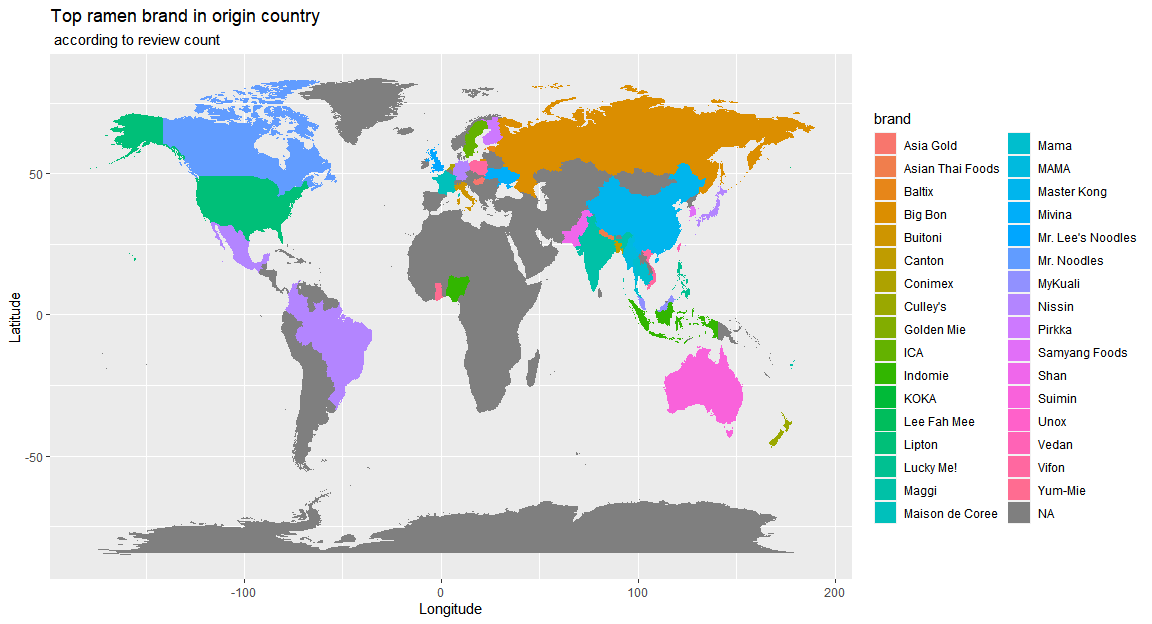 Top ramen brand in origin country
according to review count
Latitude
50
0
-50
-100
0
100
200
Longitude
brand
Asia Gold
Asian Thai Foods
Baltix
Big Bon
Buitoni
Canton
Conimex
Culley's
Golden Mie
ICA
Indomie
KOKA
Lee Fah Mee
Lipton
Lucky Me!
Maggi
Maison de Coree
Mama
MAMA
Master Kong
Mivina
Mr. Lee's Noodles
Mr. Noodles
MyKuali
Nissin
Pirkka
Samyang Foods
Shan
Suimin
Unox
Vedan
Vifon
Yum-Mie
NA